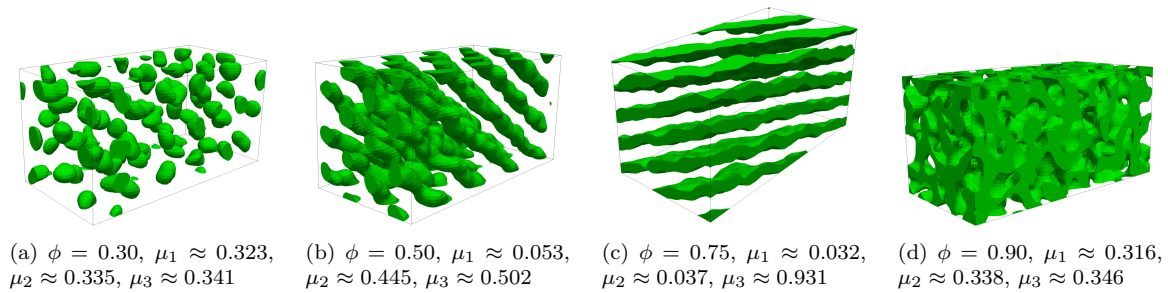 (a) ϕ = 0.30, μ₁ ≈ 0.323,
μ₂ ≈ 0.335, μ₃ ≈ 0.341
(b) ϕ = 0.50, μ₁ ≈ 0.053,
μ₂ ≈ 0.445, μ₃ ≈ 0.502
(c) ϕ = 0.75, μ₁ ≈ 0.032,
μ₂ ≈ 0.037, μ₃ ≈ 0.931
(d) ϕ = 0.90, μ₁ ≈ 0.316,
μ₂ ≈ 0.338, μ₃ ≈ 0.346